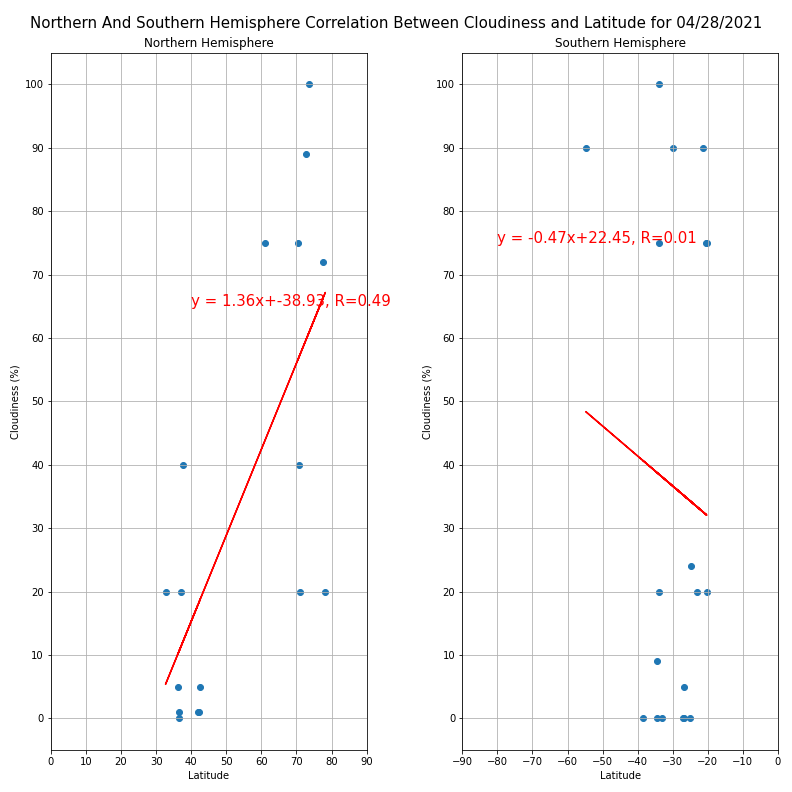 Northern And Southern Hemisphere Correlation Between Cloudiness and Latitude for 04/28/2021
Northern Hemisphere
100
90
80
70
60
50
40
30
20
10
0
Cloudiness (%)
y = 1.36x+-38.93, R=0.49
0 10 20 30 40 50 60 70 80 90
Latitude
Southern Hemisphere
100
90
80
70
60
50
40
30
20
10
0
Cloudiness (%)
y = -0.47x+22.45, R=0.01
−90 −80 −70 −60 −50 −40 −30 −20 −10 0
Latitude